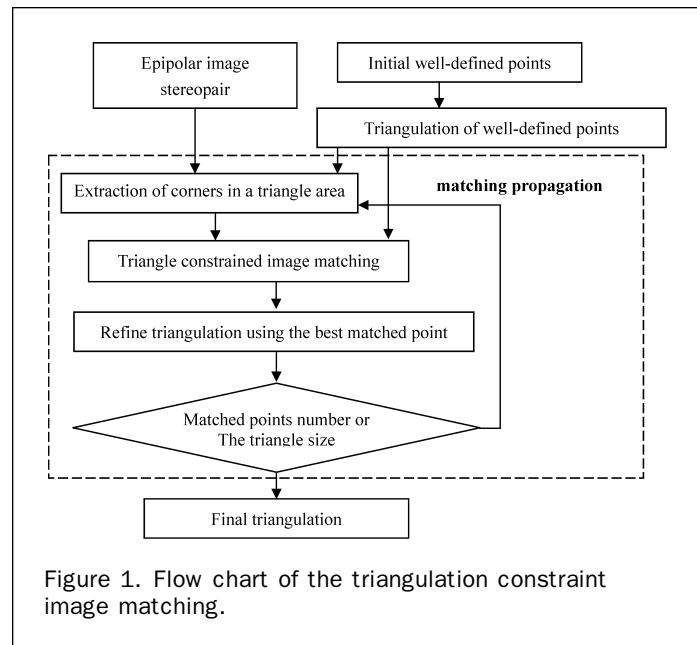 Epipolar image
stereopair
Initial well-defined points
Triangulation of well-defined points
matching propagation
Extraction of corners in a triangle area
Triangle constrained image matching
Refine triangulation using the best matched point
Matched points number or
The triangle size
Final triangulation
Figure 1. Flow chart of the triangulation constraint
image matching.